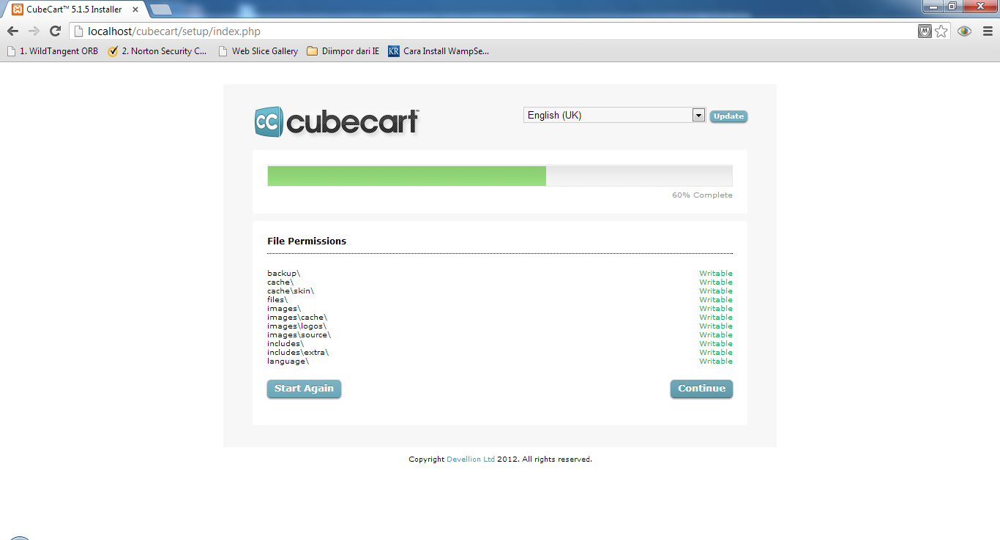 CubeCart™ 5.1.5 Installer
localhost/cubecart/setup/index.php
1. WildTangent ORB 2. Norton Security C... Web Slice Gallery Diimpor dari IE KR Cara Install WampSe...
cc cubecart™ English (UK) Update
60% Complete
File Permissions
backup\ Writable
cache\ Writable
cache\skin\ Writable
files\ Writable
images\ Writable
images\cache\ Writable
images\logos\ Writable
images\source\ Writable
includes\ Writable
includes\extra\ Writable
language\ Writable
Start Again Continue
Copyright Devellion Ltd 2012. All rights reserved.